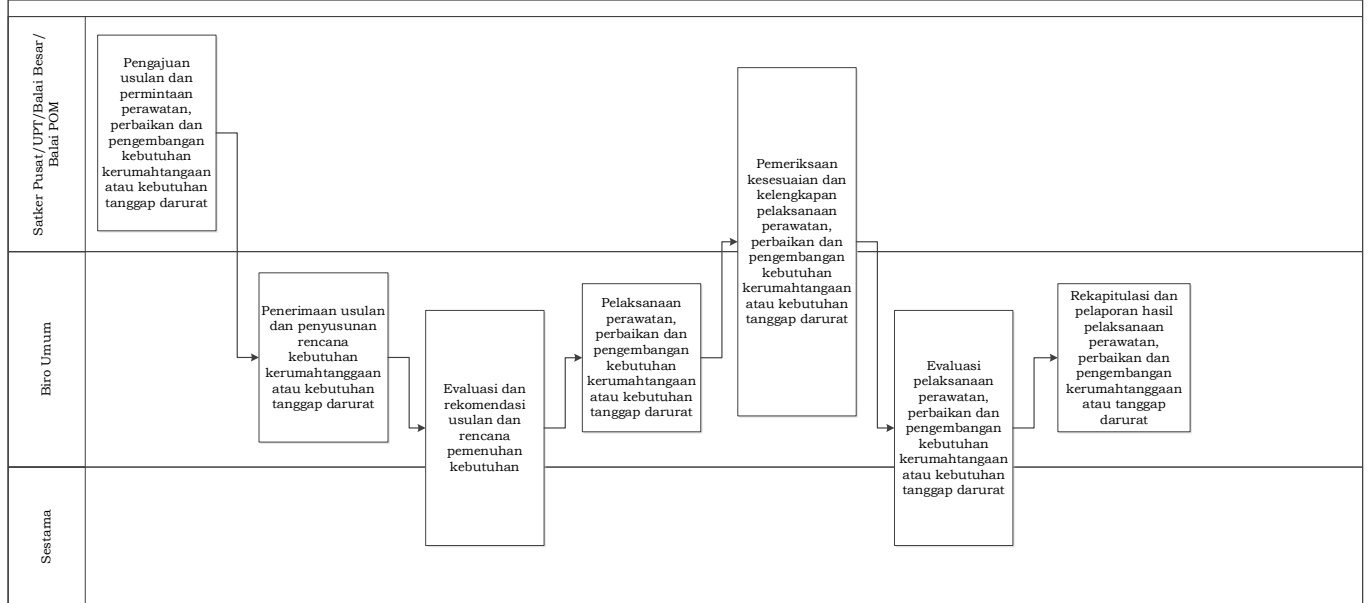 Satker Pusat/UPT/Balai Besar/
Balai POM
Pengajuan
usulan dan
permintaan
perawatan,
perbaikan dan
pengembangan
kebutuhan
kerumahtangaan
atau kebutuhan
tanggap darurat
Biro Umum
Penerimaan usulan
dan penyusunan
rencana
kebutuhan
kerumahtanggaan
atau kebutuhan
tanggap darurat
Evaluasi dan
rekomendasi
usulan dan
rencana
pemenuhan
kebutuhan
Pelaksanaan
perawatan,
perbaikan dan
pengembangan
kebutuhan
kerumahtangaan
atau kebutuhan
tanggap darurat
Pemeriksaan
kesesuaian dan
kelengkapan
pelaksanaan
perawatan,
perbaikan dan
pengembangan
kebutuhan
kerumahtangaan
atau kebutuhan
tanggap darurat
Evaluasi
pelaksanaan
perawatan,
perbaikan dan
pengembangan
kebutuhan
kerumahtangaan
atau kebutuhan
tanggap darurat
Rekapitulasi dan
pelaporan hasil
pelaksanaan
perawatan,
perbaikan dan
pengembangan
kerumahtanggaan
atau tanggap
darurat
Sestama